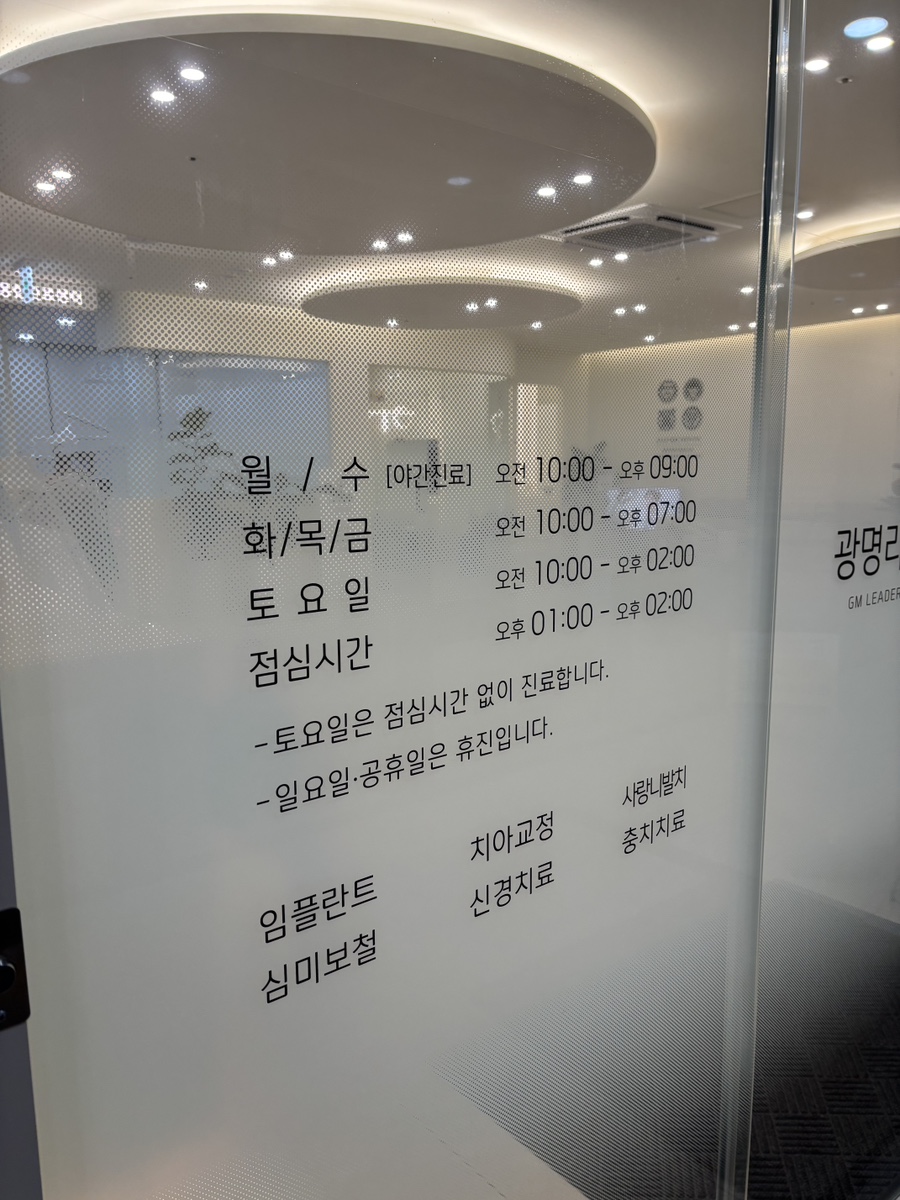 월 / 수 [야간진료] 오전 10:00 - 오후 09:00
화/목/금 오전 10:00 - 오후 07:00
토 요 일 오전 10:00 - 오후 02:00
점심시간 오후 01:00 - 오후 02:00
- 토요일은 점심시간 없이 진료합니다.
- 일요일·공휴일은 휴진입니다.
임플란트 치아교정 사랑니발치
심미보철 신경치료 충치치료
광명리
GM LEADER